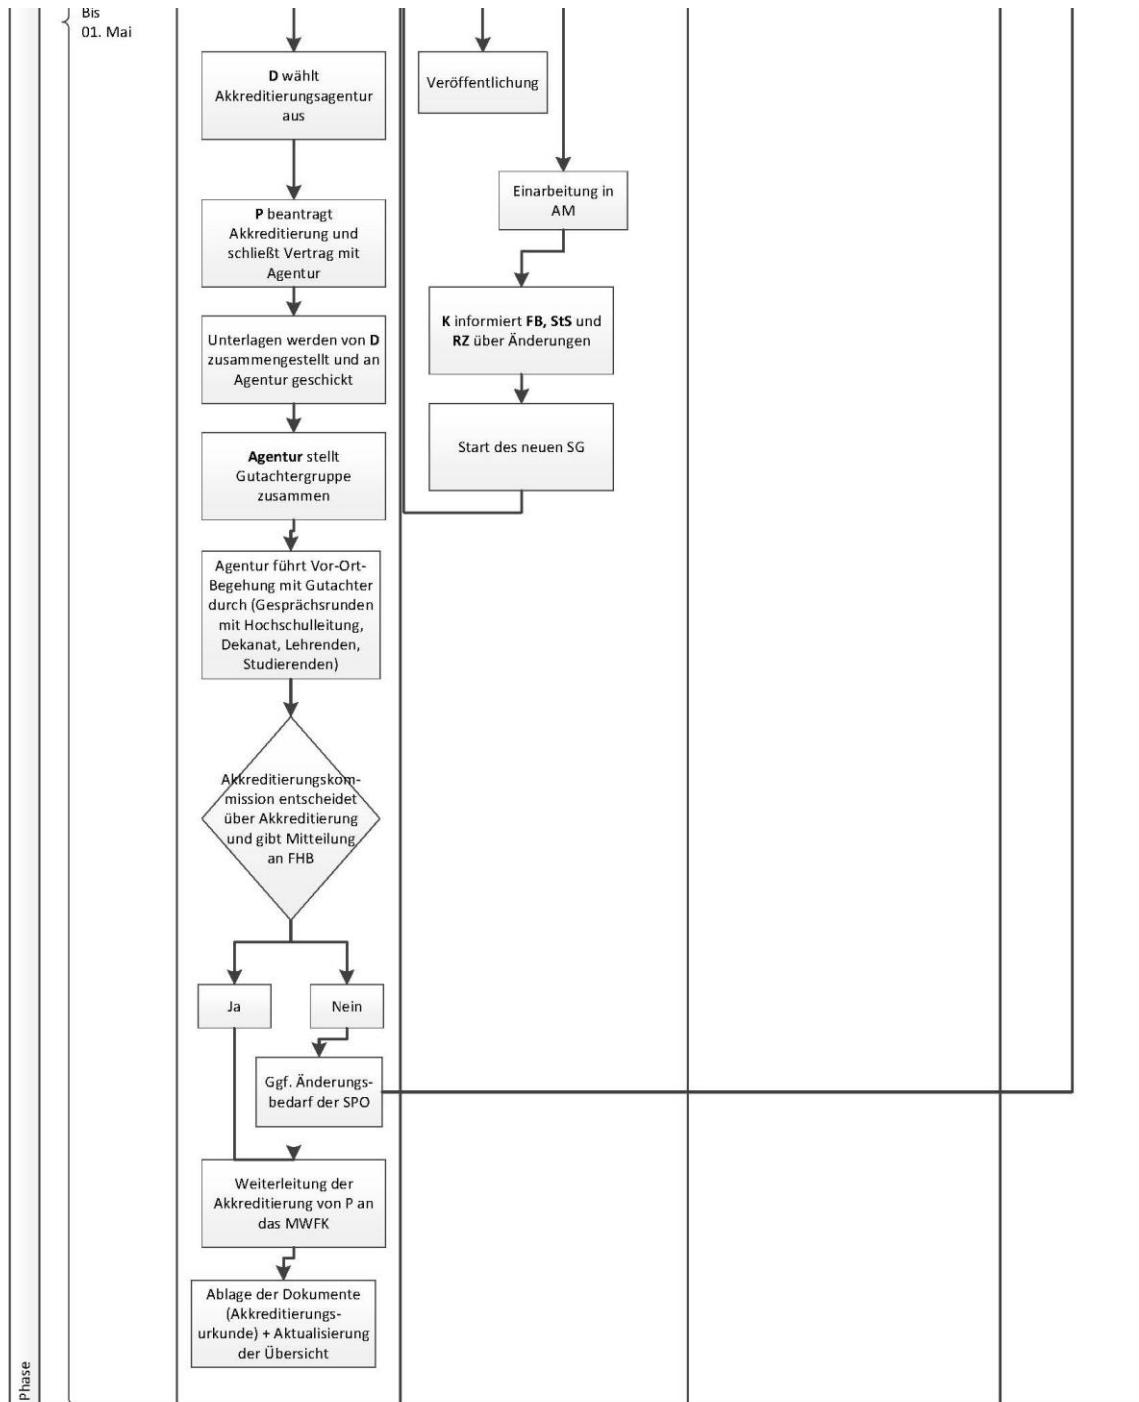 Bis
01. Mai
D wählt
Akkreditierungsagentur
aus
Veröffentlichung
Einarbeitung in
AM
P beantragt
Akkreditierung und
schließt Vertrag mit
Agentur
K informiert FB, StS und
RZ über Änderungen
Unterlagen werden von D
zusammengestellt und an
Agentur geschickt
Start des neuen SG
Agentur stellt
Gutachtergruppe
zusammen
Agentur führt Vor-Ort-
Begehung mit Gutachter
durch (Gesprächsrunden
mit Hochschulleitung,
Dekanat, Lehrenden,
Studierenden)
Akkreditierungskom-
mission entscheidet
über Akkreditierung
und gibt Mitteilung
an FHB
Ja
Nein
Ggf. Änderungs-
bedarf der SPO
Weiterleitung der
Akkreditierung von P an
das MWFK
Ablage der Dokumente
(Akkreditierungs-
urkunde) + Aktualisierung
der Übersicht
Phase